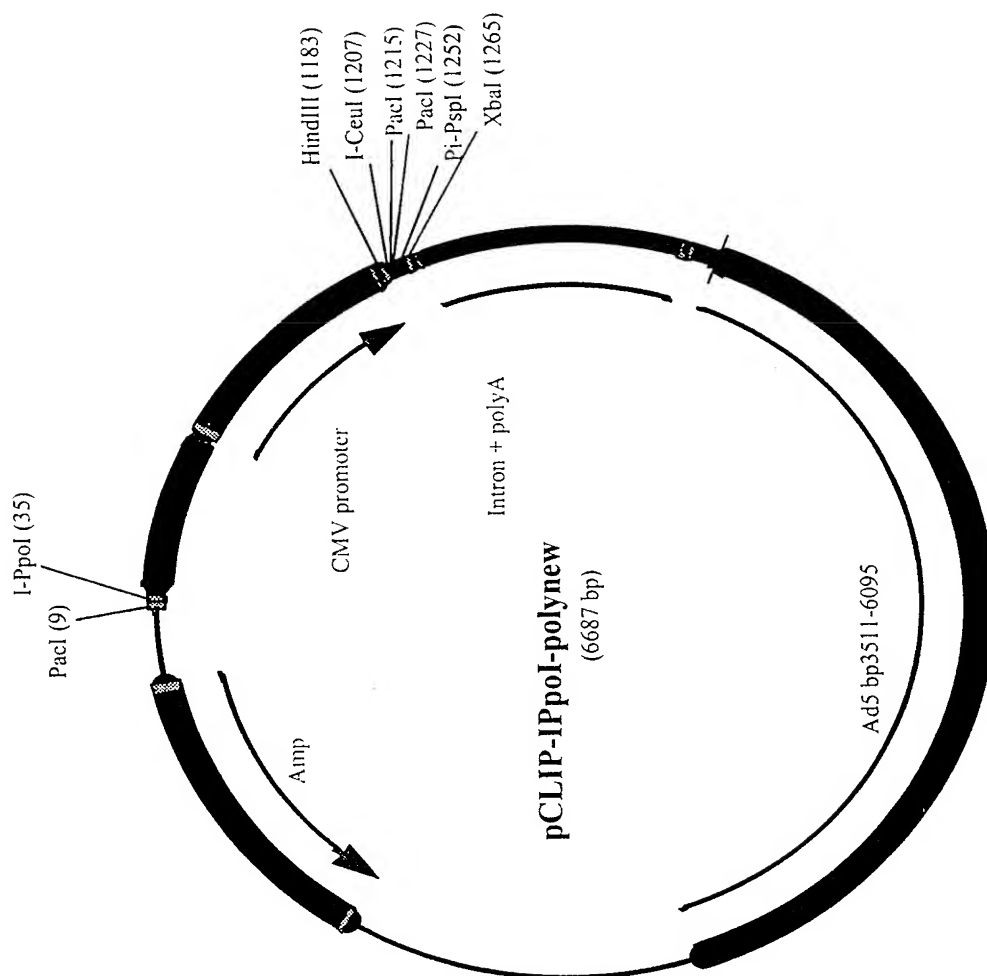 HindIII (1183)
I-CeuI (1207)
PacI (1215)
PacI (1227)
Pi-PspI (1252)
XbaI (1265)
I-PpoI (35)
PacI (9)
CMV promoter
Intron + polyA
Amp
pCLIP-IPpoI-polynew
(6687 bp)
Ad5 bp3511-6095